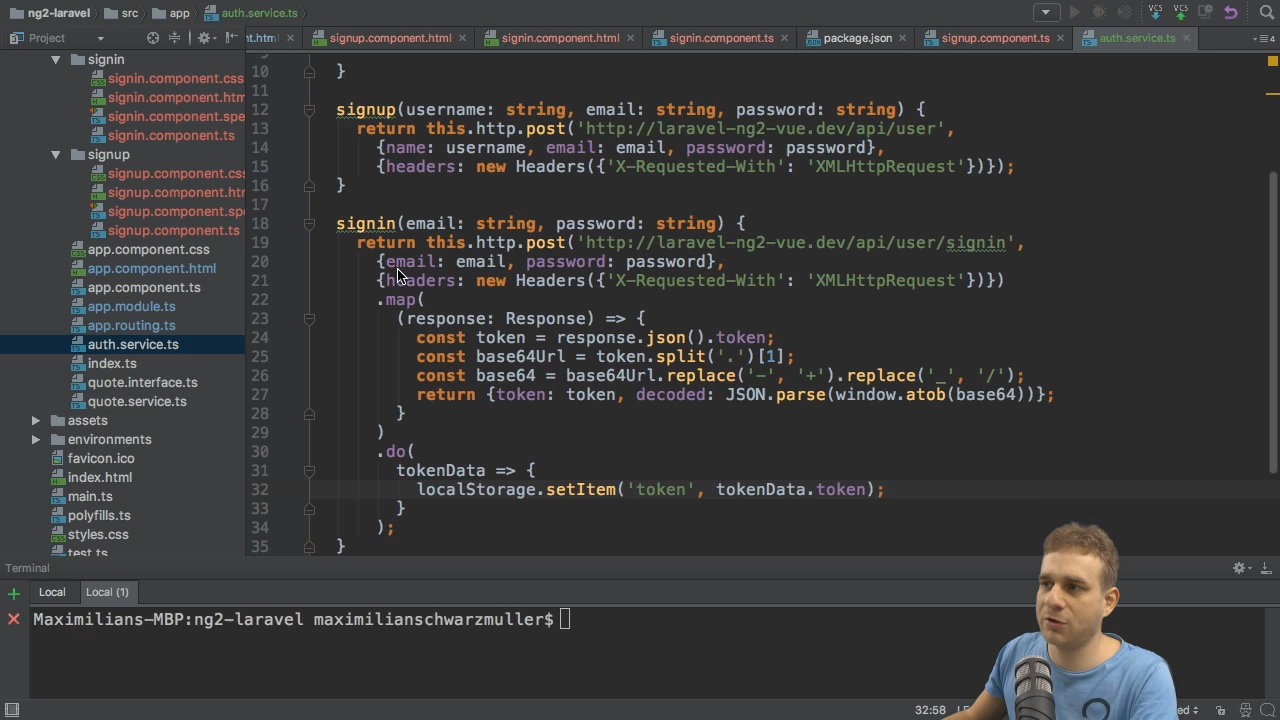 ng2-laravel src app auth.service.ts
Project
t.html signup.component.html signin.component.html signin.component.ts package.json signup.component.ts auth.service.ts
signin
signin.component.css
signin.component.htm
signin.component.spe
signin.component.ts
signup
signup.component.css
signup.component.htm
signup.component.spe
signup.component.ts
app.component.css
app.component.html
app.component.ts
app.module.ts
app.routing.ts
auth.service.ts
index.ts
quote.interface.ts
quote.service.ts
assets
environments
favicon.ico
index.html
main.ts
polyfills.ts
styles.css
test.ts
10 }
11
12 signup(username: string, email: string, password: string) {
13 return this.http.post('http://laravel-ng2-vue.dev/api/user',
14 {name: username, email: email, password: password},
15 {headers: new Headers({'X-Requested-With': 'XMLHttpRequest'})});
16 }
17
18 signin(email: string, password: string) {
19 return this.http.post('http://laravel-ng2-vue.dev/api/user/signin',
20 {email: email, password: password},
21 {headers: new Headers({'X-Requested-With': 'XMLHttpRequest'})})
22 .map(
23 (response: Response) => {
24 const token = response.json().token;
25 const base64Url = token.split('.')[1];
26 const base64 = base64Url.replace('-', '+').replace('_', '/');
27 return {token: token, decoded: JSON.parse(window.atob(base64))};
28 }
29 )
30 .do(
31 tokenData => {
32 localStorage.setItem('token', tokenData.token);
33 }
34 );
35 }
Terminal
Local Local (1)
Maximilians-MBP:ng2-laravel maximilianschwarzmuller$
32:58